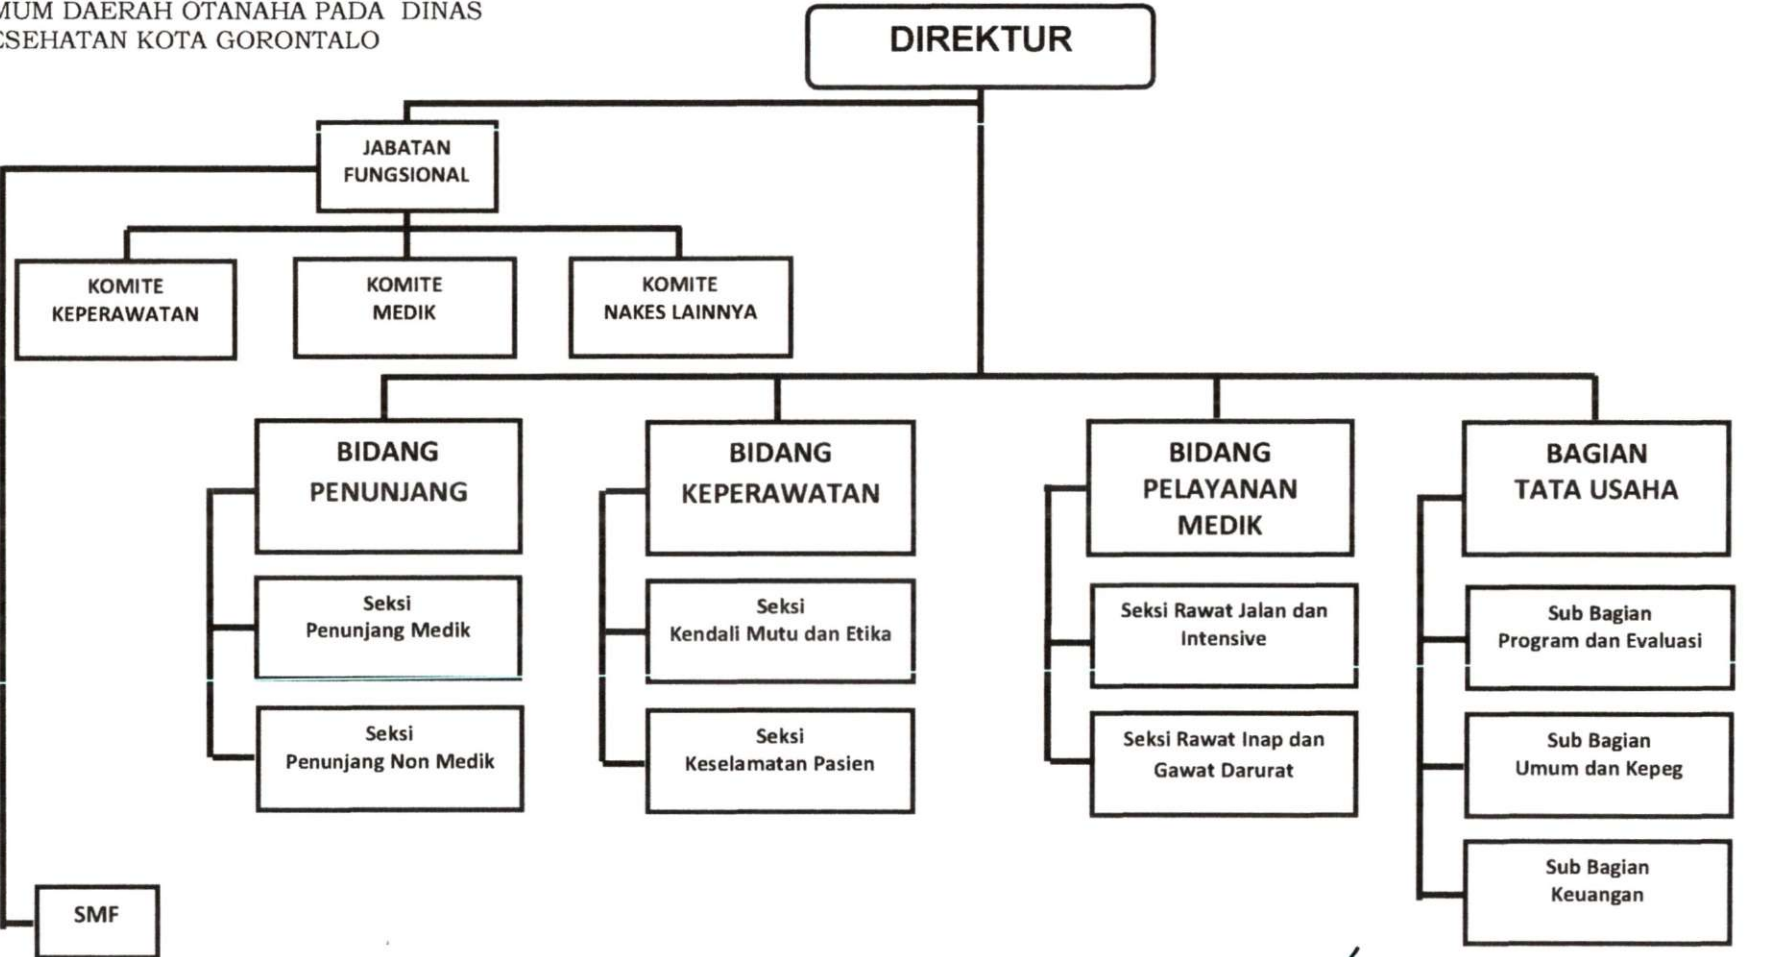 MUM DAERAH OTANAHA PADA DINAS
ESEHATAN KOTA GORONTALO
DIREKTUR
JABATAN
FUNGSIONAL
KOMITE
KEPERAWATAN
KOMITE
MEDIK
KOMITE
NAKES LAINNYA
BIDANG
PENUNJANG
BIDANG
KEPERAWATAN
BIDANG
PELAYANAN
MEDIK
BAGIAN
TATA USAHA
Seksi
Penunjang Medik
Seksi
Kendali Mutu dan Etika
Seksi Rawat Jalan dan
Intensive
Sub Bagian
Program dan Evaluasi
Seksi
Penunjang Non Medik
Seksi
Keselamatan Pasien
Seksi Rawat Inap dan
Gawat Darurat
Sub Bagian
Umum dan Kepeg
Sub Bagian
Keuangan
SMF